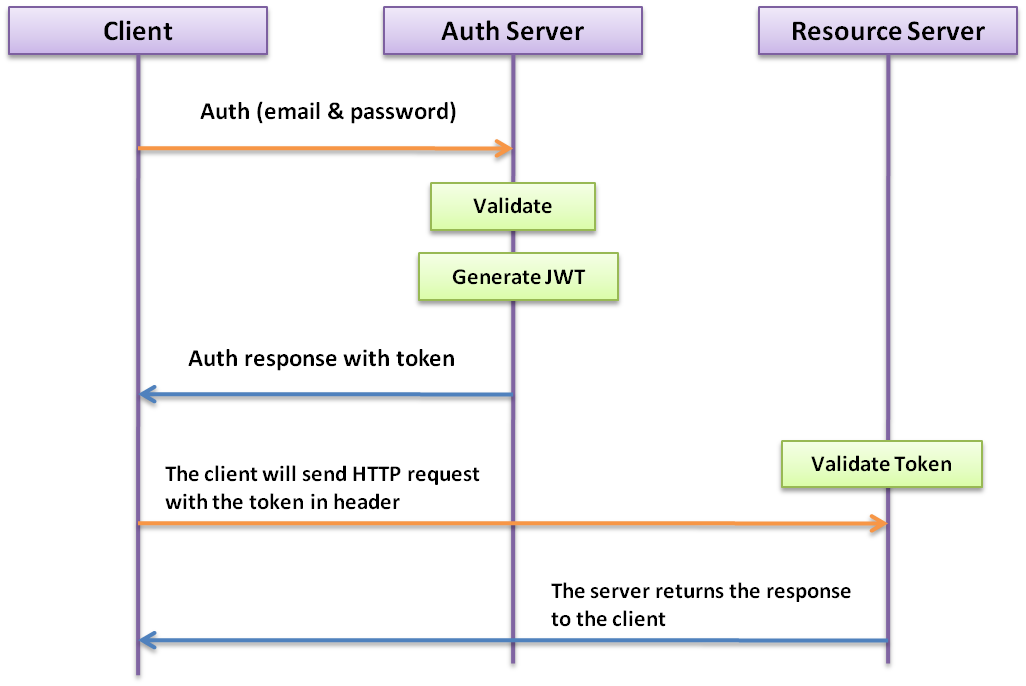 Client
Auth Server
Resource Server
Auth (email & password)
Validate
Generate JWT
Auth response with token
Validate Token
The client will send HTTP request
with the token in header
The server returns the response
to the client